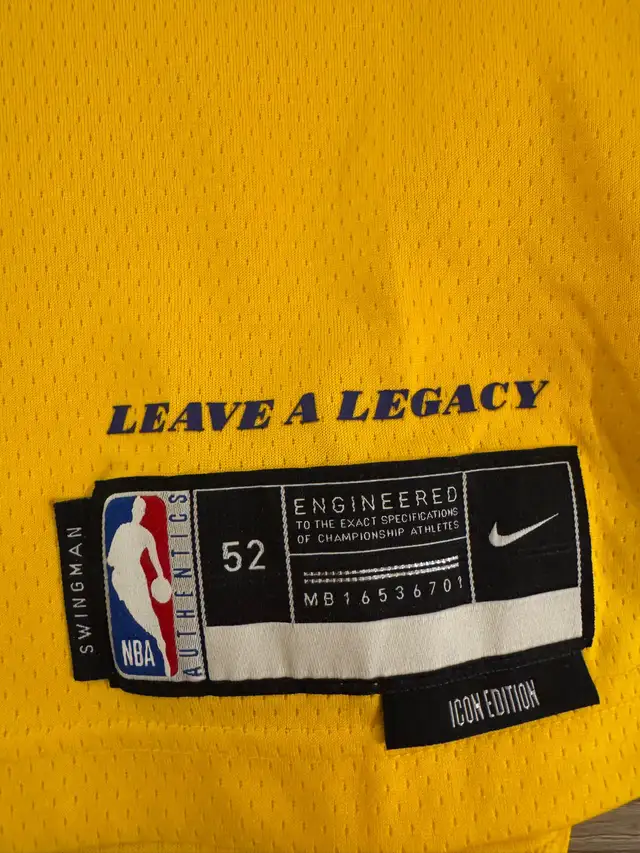 LEAVE A LEGACY
SWINGMAN
NBA
AUTHENTICS
52
ENGINEERED
TO THE EXACT SPECIFICATIONS
OF CHAMPIONSHIP ATHLETES
MB16536701
ICON EDITION